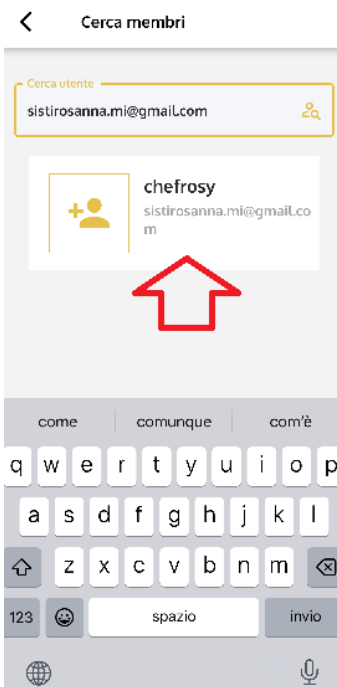 Cerca membri
Cerca utente
sistirosanna.mi@gmail.com
chefrosy
sistirosanna.mi@gmail.co
m
come comunque com'è
q w e r t y u i o p
a s d f g h j k l
z x c v b n m
123 spazio invio